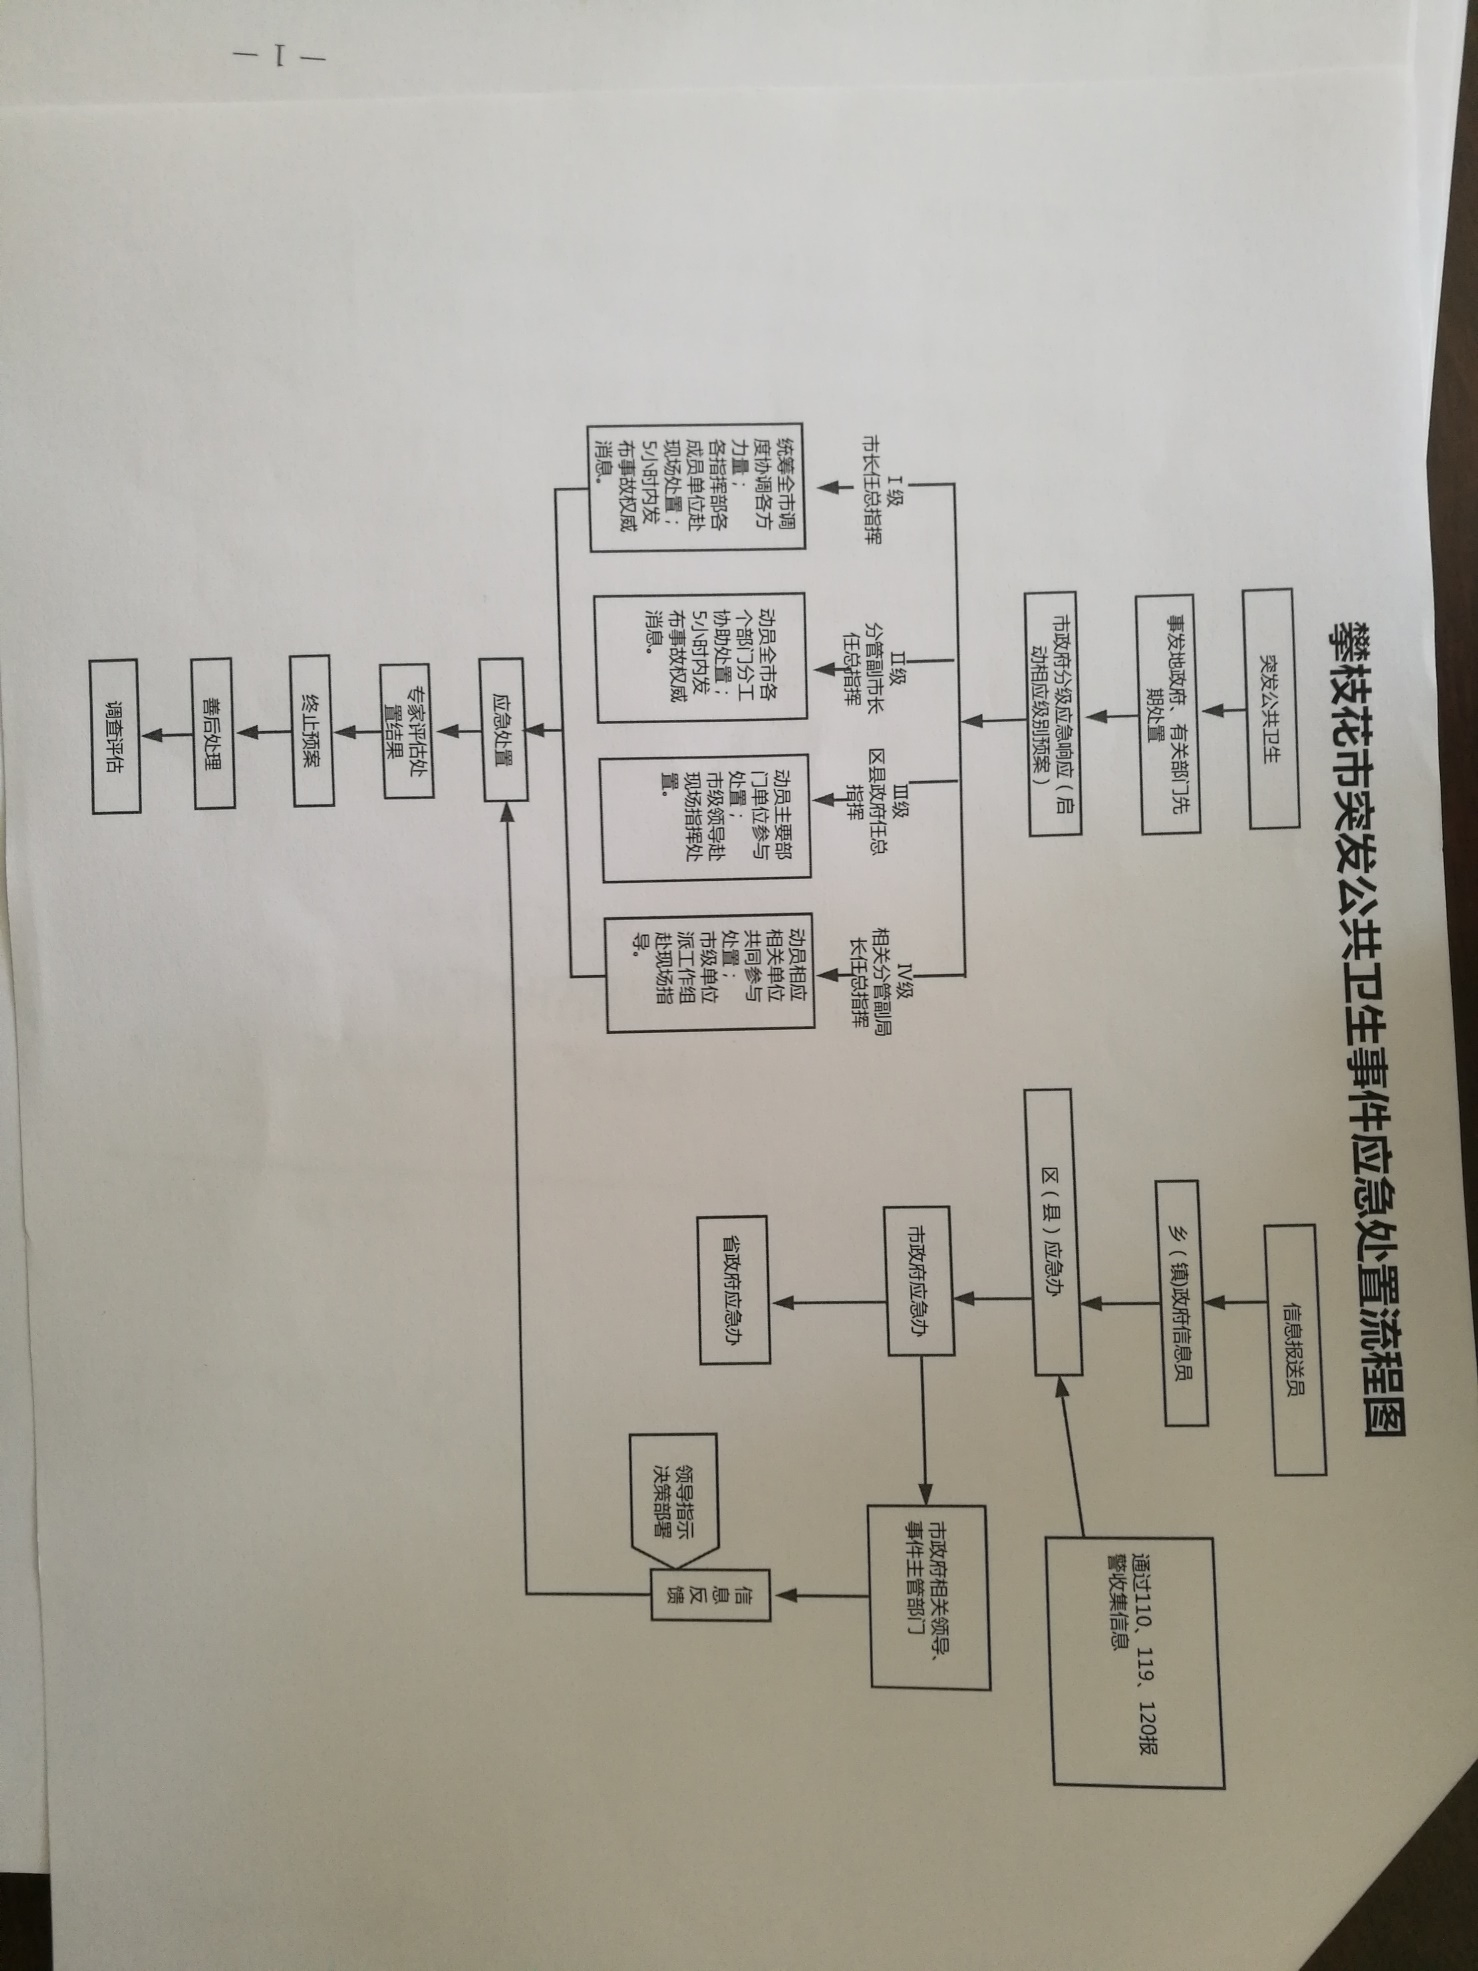 攀枝花市突发公共卫生事件应急处置流程图
突发公共卫生
事发地政府、有关部门先
期处置
市政府分级应急响应（启
动相应级别预案）
Ⅰ级
市长任总指挥
Ⅱ级
分管副市长
任总指挥
Ⅲ级
区县政府任总
指挥
Ⅳ级
相关分管副局
长任总指挥
统筹全市调
度协调各方
力量；
各指挥部各
成员单位赴
现场处置；
5小时内发
布事故权威
消息。
动员全市各
个部门分工
协助处置；
5小时内发
布事故权威
消息。
动员主要部
门单位参与
处置；
市级领导赴
现场指挥处
置。
动员相应
相关单位
共同参与
处置；
市级单位
派工作组
赴现场指
导。
应急处置
专家评估处
置结果
终止预案
善后处理
调查评估
信息报送员
乡（镇)政府信息员
区（县）应急办
通过110、119、120报
警收集信息
市政府应急办
省政府应急办
市政府相关领导、
事件主管部门
领导指示
决策部署
信
息
反
馈
— 1 —